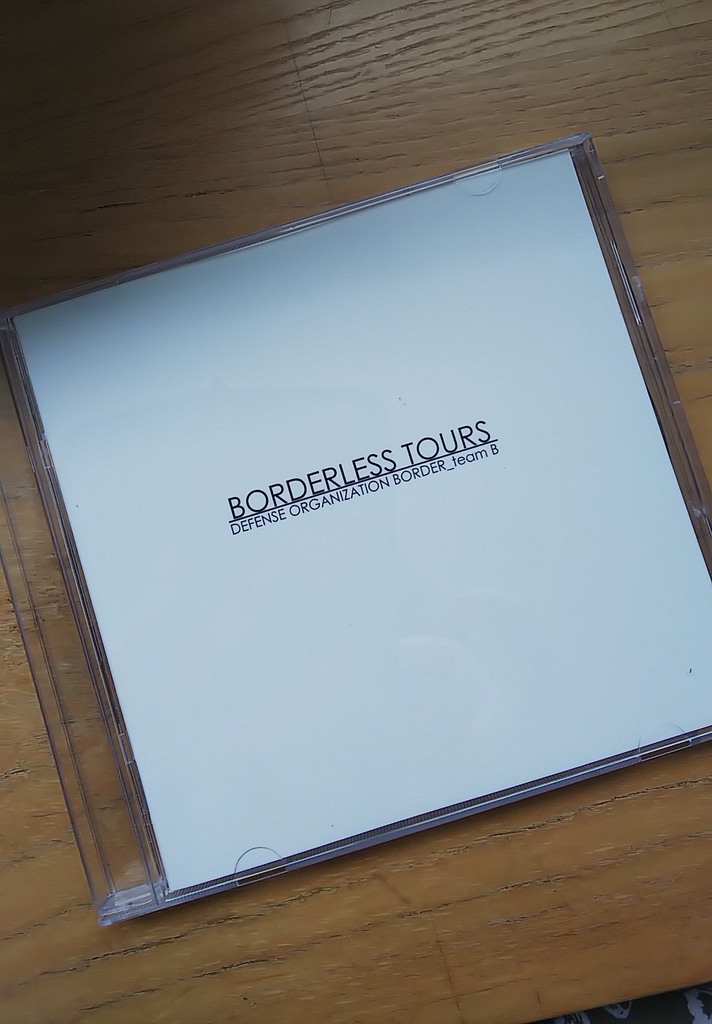 BORDERLESS TOURS
DEFENSE ORGANIZATION BORDER_team B